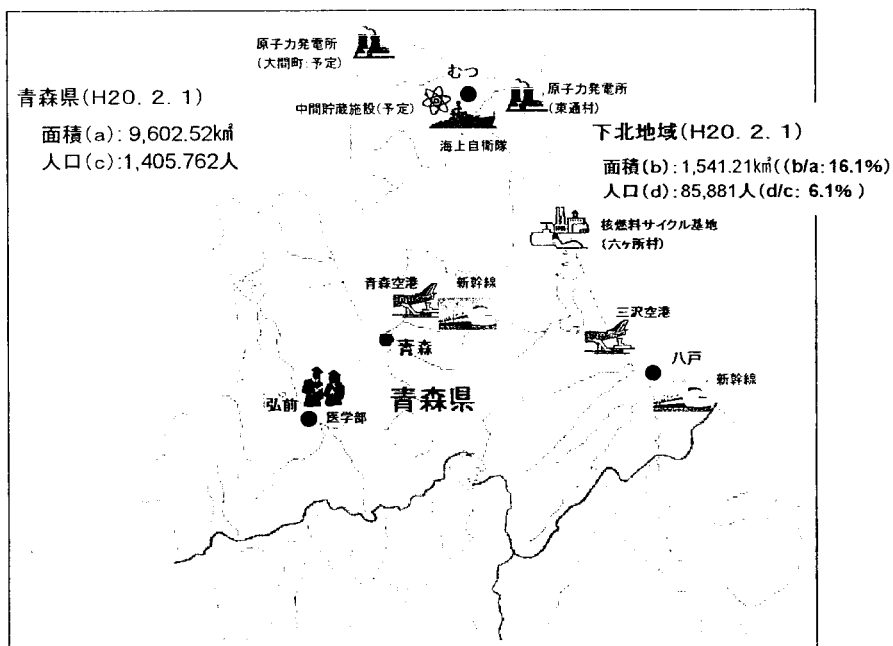 原子力発電所
(大間町:予定)
むつ
原子力発電所
(東通村)
中間貯蔵施設(予定)
海上自衛隊
青森県(H20. 2. 1)
面積(a): 9,602.52k㎡
人口(c):1,405.762人
下北地域(H20. 2. 1)
面積(b):1,541.21k㎡((b/a: 16.1%)
人口(d):85,881人(d/c: 6.1%)
核燃料サイクル基地
(六ヶ所村)
青森空港
新幹線
三沢空港
青森
八戸
新幹線
弘前
医学部
青森県